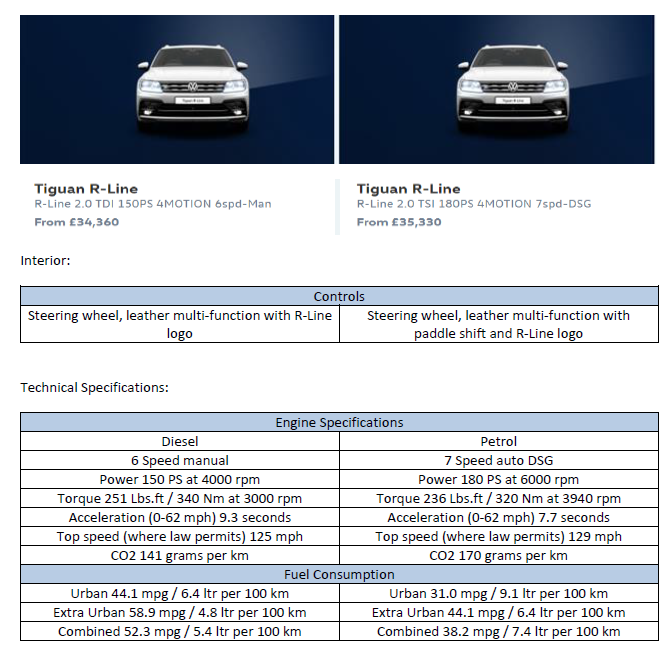 Tiguan R-Line
R-Line 2.0 TDI 150PS 4MOTION 6spd-Man
From £34,360
Tiguan R-Line
R-Line 2.0 TSI 180PS 4MOTION 7spd-DSG
From £35,330
Interior:
Controls
Steering wheel, leather multi-function with R-Line
logo
Steering wheel, leather multi-function with
paddle shift and R-Line logo
Technical Specifications:
Engine Specifications
Diesel
Petrol
6 Speed manual
7 Speed auto DSG
Power 150 PS at 4000 rpm
Power 180 PS at 6000 rpm
Torque 251 Lbs.ft / 340 Nm at 3000 rpm
Torque 236 Lbs.ft / 320 Nm at 3940 rpm
Acceleration (0-62 mph) 9.3 seconds
Acceleration (0-62 mph) 7.7 seconds
Top speed (where law permits) 125 mph
Top speed (where law permits) 129 mph
CO2 141 grams per km
CO2 170 grams per km
Fuel Consumption
Urban 44.1 mpg / 6.4 ltr per 100 km
Urban 31.0 mpg / 9.1 ltr per 100 km
Extra Urban 58.9 mpg / 4.8 ltr per 100 km
Extra Urban 44.1 mpg / 6.4 ltr per 100 km
Combined 52.3 mpg / 5.4 ltr per 100 km
Combined 38.2 mpg / 7.4 ltr per 100 km